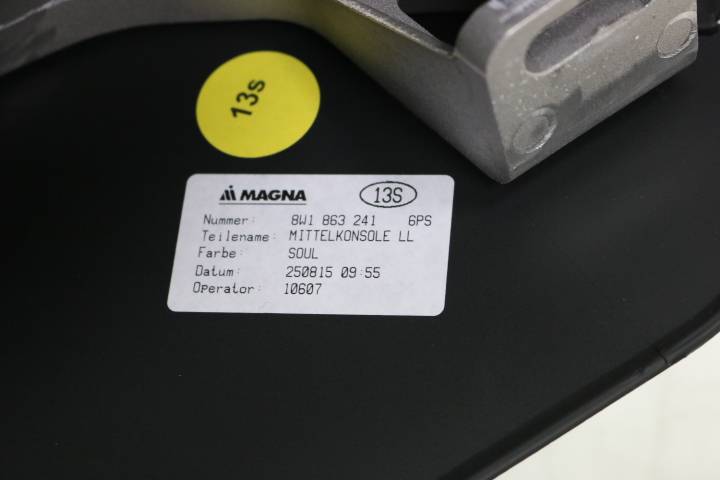 13s
MAGNA 13S
Nummer: 8W1 863 241 6PS
Teilename: MITTELKONSOLE LL
Farbe: SOUL
Datum: 250815 09:55
Operator: 10607